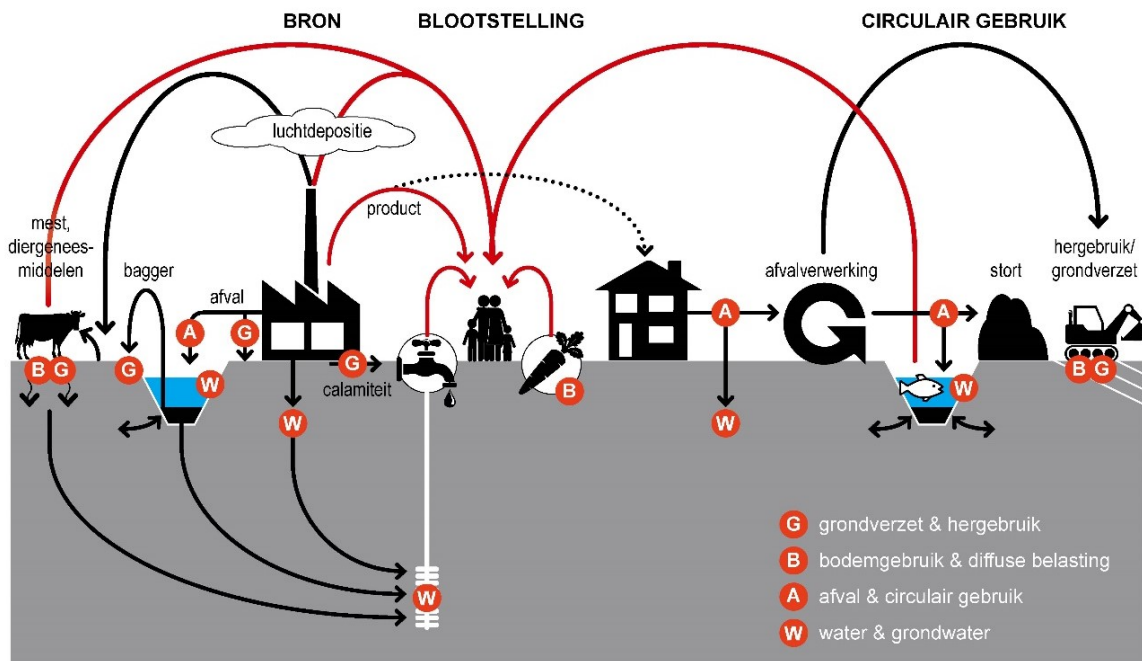 BRON
BLOOTSTELLING
CIRCULAIR GEBRUIK
luchtdepositie
product
mest,
diergenees-
middelen
bagger
afval
afvalverwerking
stort
hergebruik/
grondverzet
A
G
A
A
B G
G
W
G
calamiteit
B
W
B G
W
W
W
G grondverzet & hergebruik
B bodemgebruik & diffuse belasting
A afval & circulair gebruik
W water & grondwater